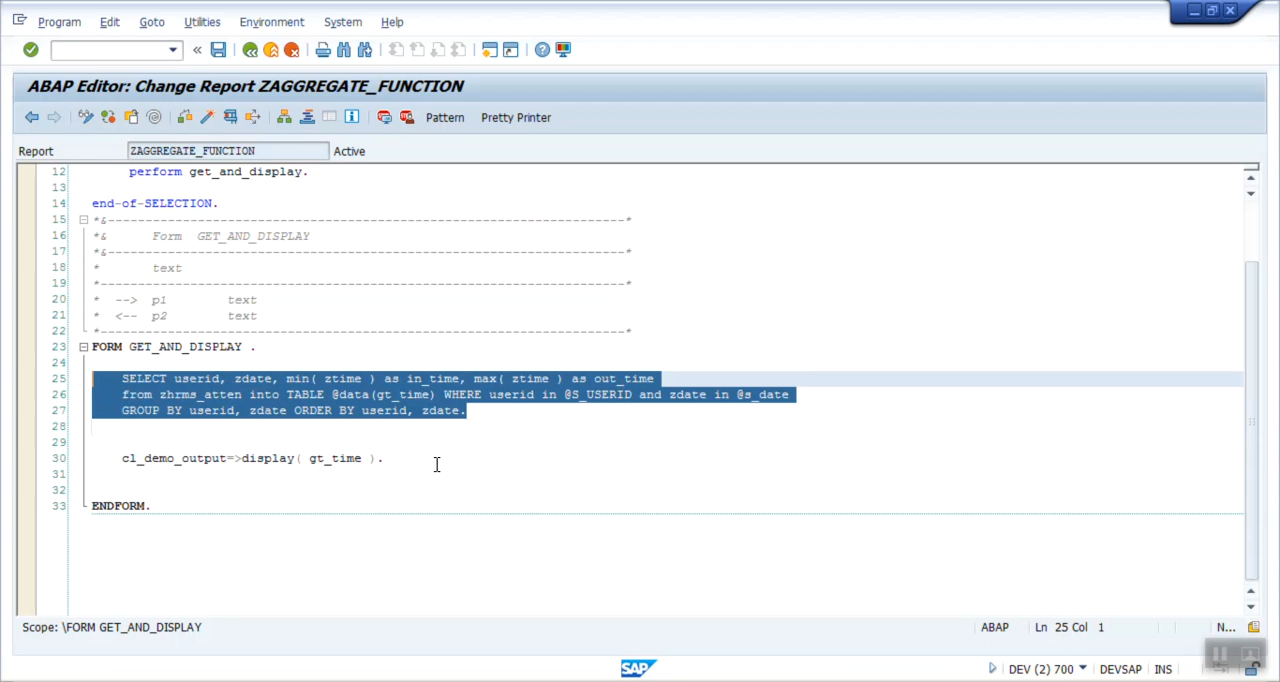 Program Edit Goto Utilities Environment System Help
«
ABAP Editor: Change Report ZAGGREGATE_FUNCTION
Pattern Pretty Printer
Report ZAGGREGATE_FUNCTION Active
12 perform get_and_display.
13
14 end-of-SELECTION.
15 *&---------------------------------------------------------------------*
16 *& Form GET_AND_DISPLAY
17 *&---------------------------------------------------------------------*
18 * text
19 *----------------------------------------------------------------------*
20 * --> p1 text
21 * <-- p2 text
22 *----------------------------------------------------------------------*
23 FORM GET_AND_DISPLAY .
24
25 SELECT userid, zdate, min( ztime ) as in_time, max( ztime ) as out_time
26 from zhrms_atten into TABLE @data(gt_time) WHERE userid in @S_USERID and zdate in @s_date
27 GROUP BY userid, zdate ORDER BY userid, zdate.
28
29
30 cl_demo_output=>display( gt_time ).
31
32
33 ENDFORM.
Scope: \FORM GET_AND_DISPLAY ABAP Ln 25 Col 1 N...
SAP DEV (2) 700 DEVSAP INS